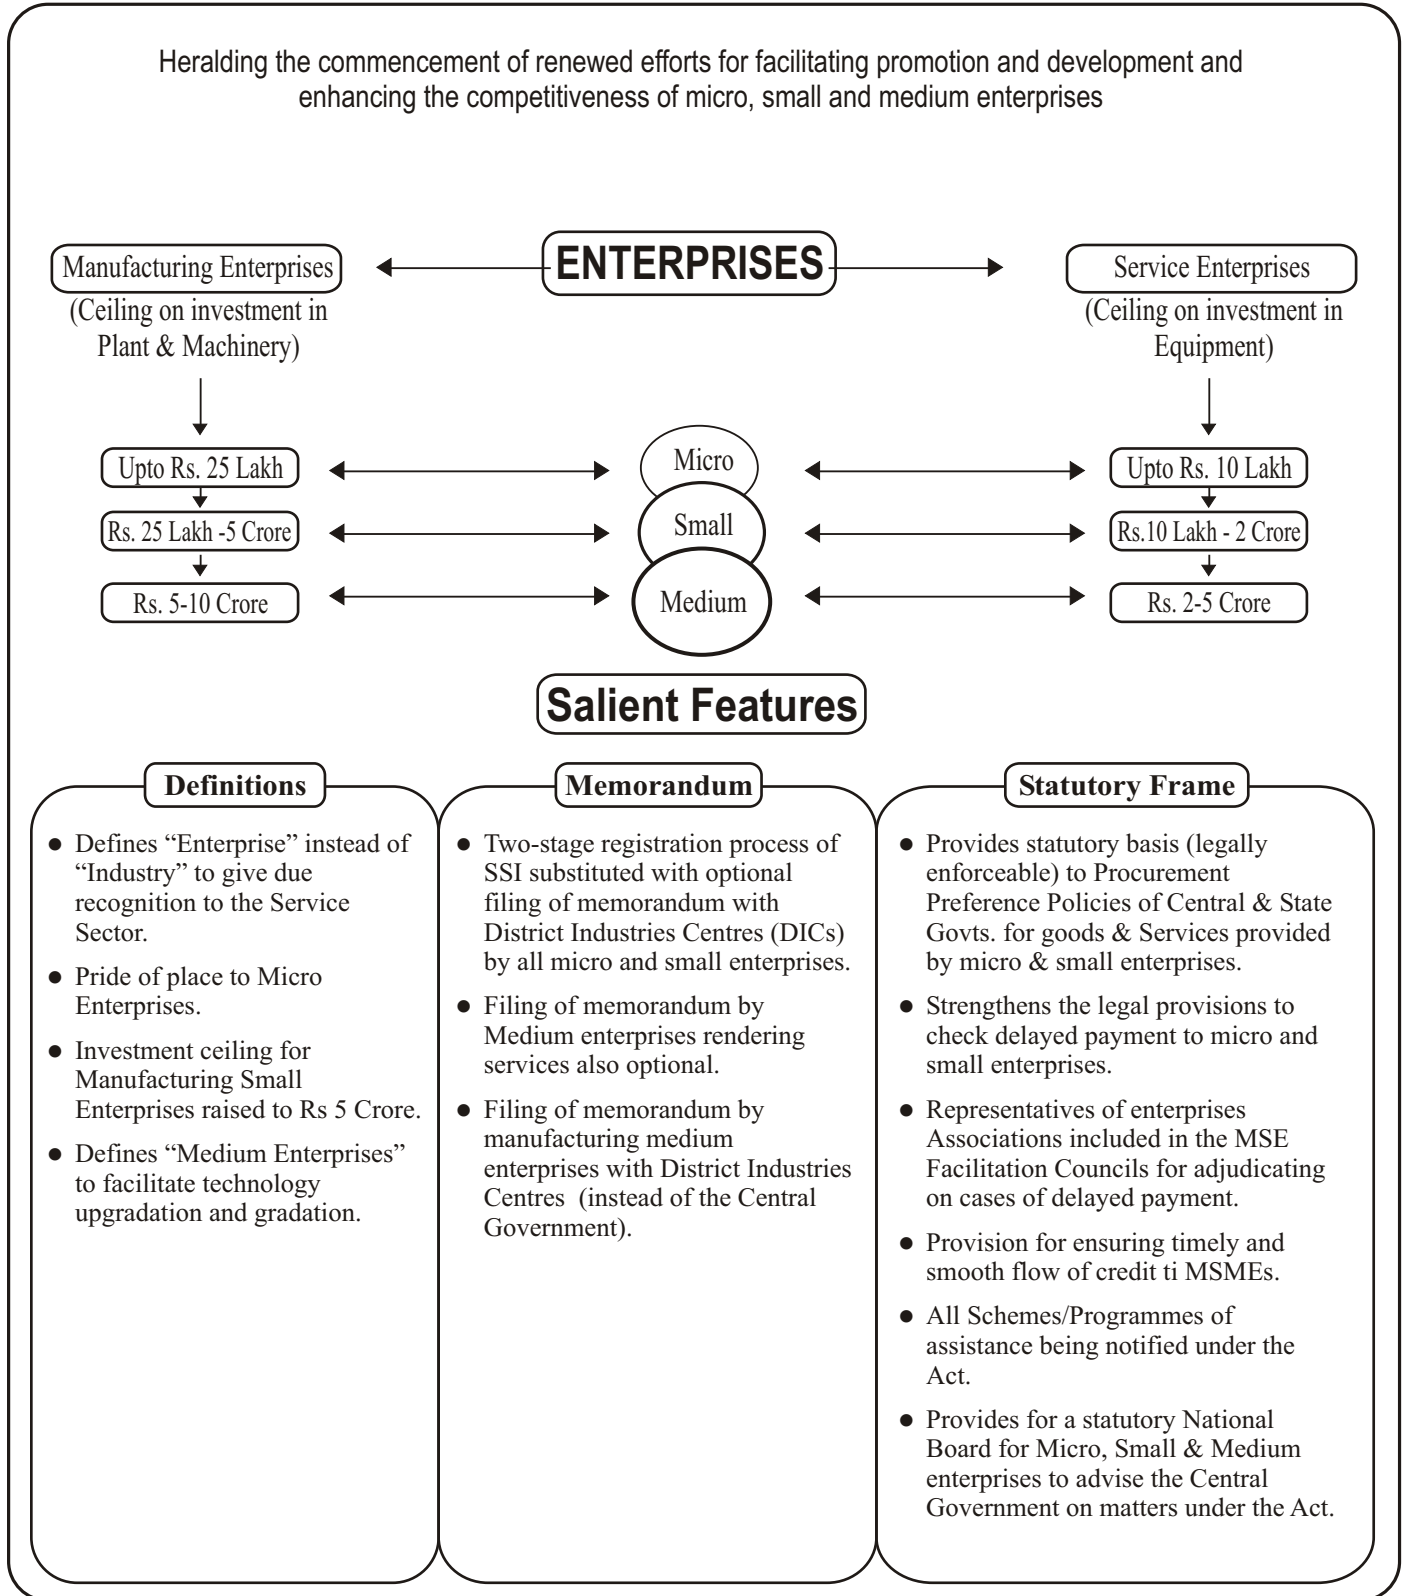 Heralding the commencement of renewed efforts for facilitating promotion and development and
enhancing the competitiveness of micro, small and medium enterprises
ENTERPRISES
Manufacturing Enterprises
(Ceiling on investment in
Plant & Machinery)
Service Enterprises
(Ceiling on investment in
Equipment)
Upto Rs. 25 Lakh
Micro
Upto Rs. 10 Lakh
Rs. 25 Lakh -5 Crore
Small
Rs.10 Lakh - 2 Crore
Rs. 5-10 Crore
Medium
Rs. 2-5 Crore
Salient Features
Definitions
● Defines “Enterprise” instead of
“Industry” to give due
recognition to the Service
Sector.
● Pride of place to Micro
Enterprises.
● Investment ceiling for
Manufacturing Small
Enterprises raised to Rs 5 Crore.
● Defines “Medium Enterprises”
to facilitate technology
upgradation and gradation.
Memorandum
● Two-stage registration process of
SSI substituted with optional
filing of memorandum with
District Industries Centres (DICs)
by all micro and small enterprises.
● Filing of memorandum by
Medium enterprises rendering
services also optional.
● Filing of memorandum by
manufacturing medium
enterprises with District Industries
Centres (instead of the Central
Government).
Statutory Frame
● Provides statutory basis (legally
enforceable) to Procurement
Preference Policies of Central & State
Govts. for goods & Services provided
by micro & small enterprises.
● Strengthens the legal provisions to
check delayed payment to micro and
small enterprises.
● Representatives of enterprises
Associations included in the MSE
Facilitation Councils for adjudicating
on cases of delayed payment.
● Provision for ensuring timely and
smooth flow of credit ti MSMEs.
● All Schemes/Programmes of
assistance being notified under the
Act.
● Provides for a statutory National
Board for Micro, Small & Medium
enterprises to advise the Central
Government on matters under the Act.